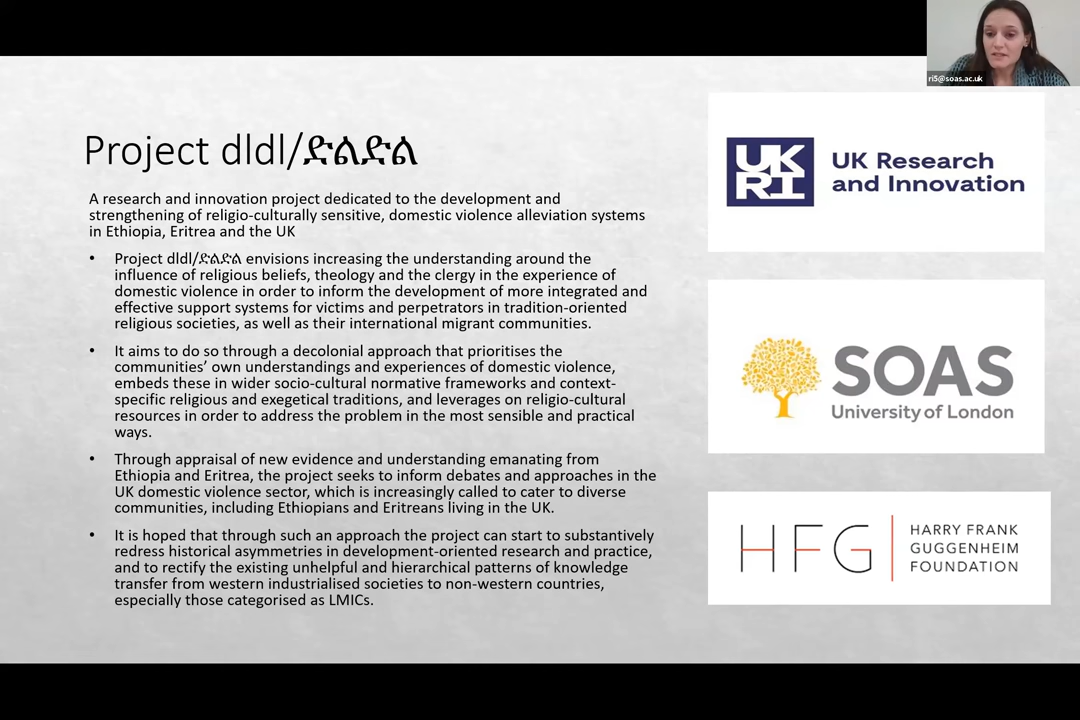 ri5@soas.ac.uk
Project dldl/ድልድል
A research and innovation project dedicated to the development and
strengthening of religio-culturally sensitive, domestic violence alleviation systems
in Ethiopia, Eritrea and the UK
• Project dldl/ድልድል envisions increasing the understanding around the
influence of religious beliefs, theology and the clergy in the experience of
domestic violence in order to inform the development of more integrated and
effective support systems for victims and perpetrators in tradition-oriented
religious societies, as well as their international migrant communities.
• It aims to do so through a decolonial approach that prioritises the
communities’ own understandings and experiences of domestic violence,
embeds these in wider socio-cultural normative frameworks and context-
specific religious and exegetical traditions, and leverages on religio-cultural
resources in order to address the problem in the most sensible and practical
ways.
• Through appraisal of new evidence and understanding emanating from
Ethiopia and Eritrea, the project seeks to inform debates and approaches in the
UK domestic violence sector, which is increasingly called to cater to diverse
communities, including Ethiopians and Eritreans living in the UK.
• It is hoped that through such an approach the project can start to substantively
redress historical asymmetries in development-oriented research and practice,
and to rectify the existing unhelpful and hierarchical patterns of knowledge
transfer from western industrialised societies to non-western countries,
especially those categorised as LMICs.
UK
RI
UK Research
and Innovation
SOAS
University of London
HFG
HARRY FRANK
GUGGENHEIM
FOUNDATION